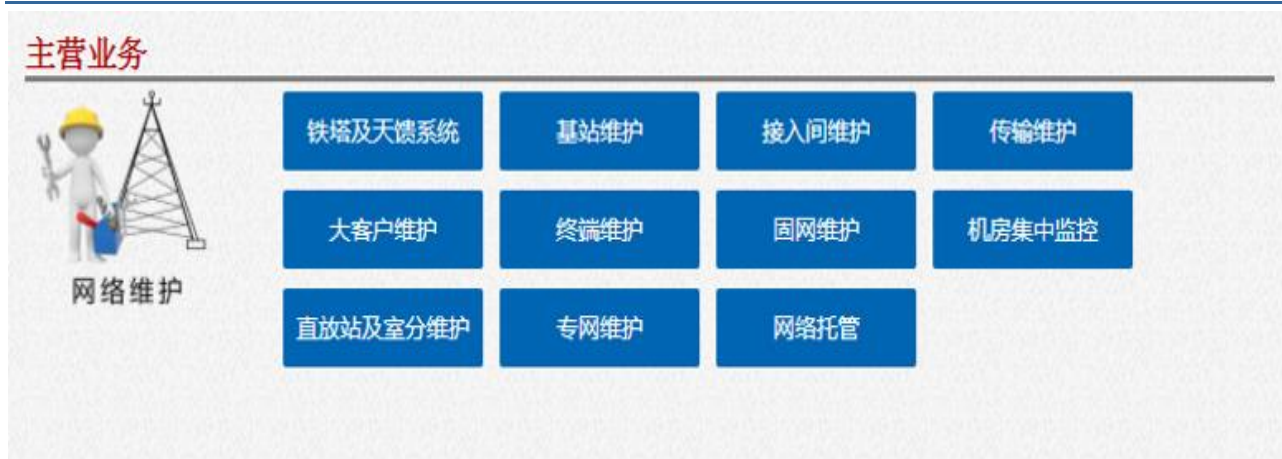 主营业务
铁塔及天馈系统
基站维护
接入间维护
传输维护
大客户维护
终端维护
固网维护
机房集中监控
网络维护
直放站及室分维护
专网维护
网络托管